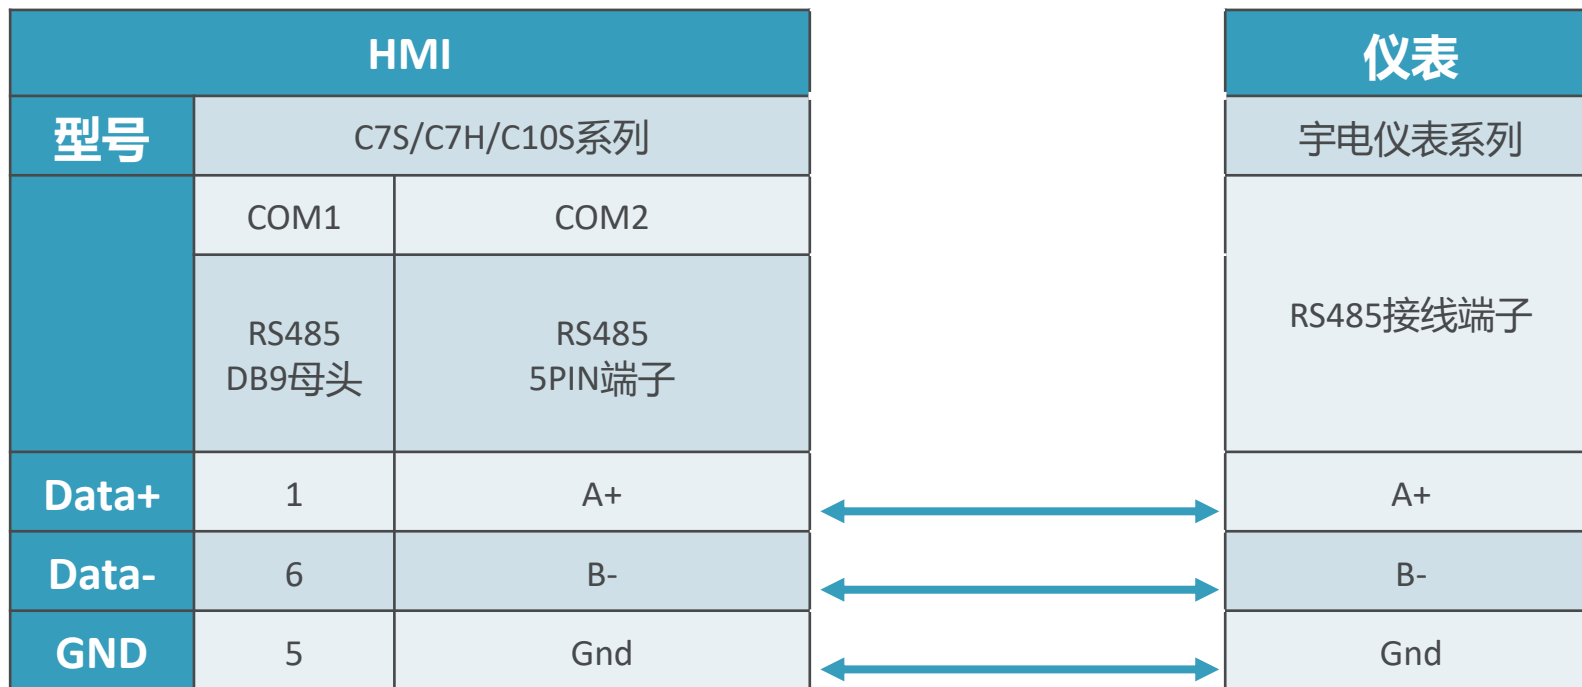 HMI
仪表
型号
C7S/C7H/C10S系列
宇电仪表系列
COM1
COM2
RS485
DB9母头
RS485
5PIN端子
RS485接线端子
Data+
1
A+
A+
Data-
6
B-
B-
GND
5
Gnd
Gnd